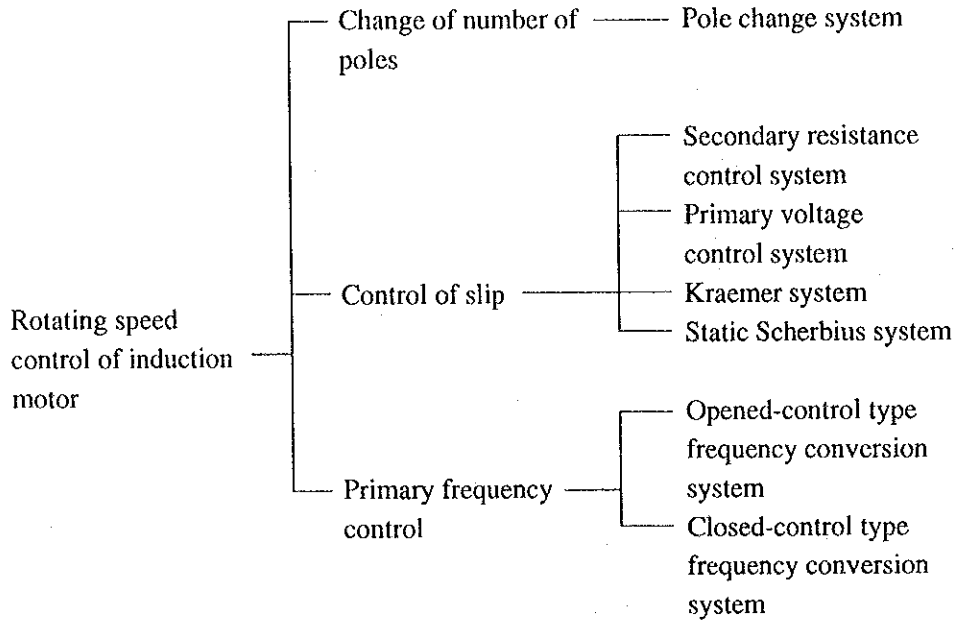 Change of number of
poles
Pole change system
Secondary resistance
control system
Primary voltage
control system
Control of slip
Kraemer system
Static Scherbius system
Rotating speed
control of induction
motor
Opened-control type
frequency conversion
system
Primary frequency
control
Closed-control type
frequency conversion
system